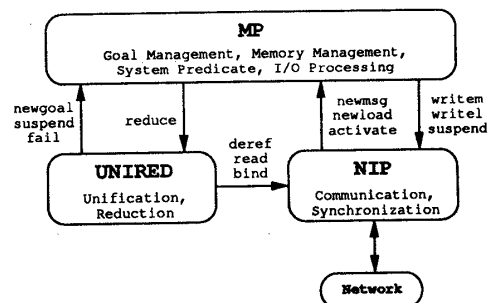 MP
Goal Management, Memory Management,
System Predicate, I/O Processing
newgoal
suspend
fail
reduce
newmsg
newload
activate
writem
writel
suspend
deref
read
bind
UNIRED
Unification,
Reduction
NIP
Communication,
Synchronization
Network